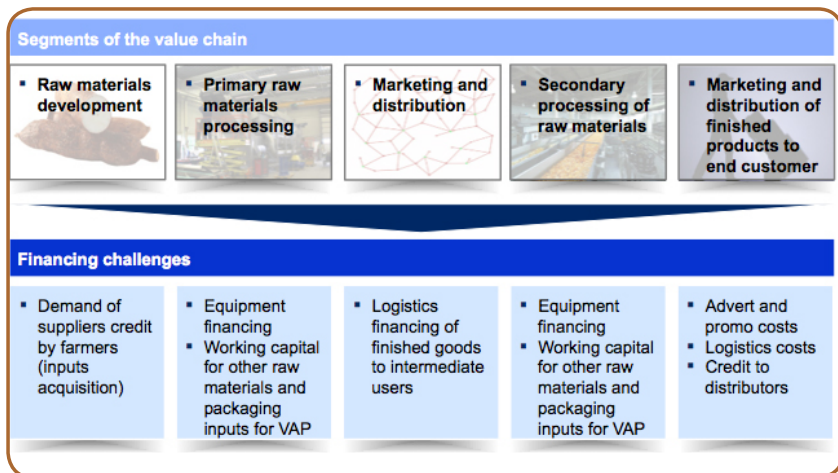 Segments of the value chain
▪ Raw materials
development
▪ Primary raw
materials
processing
▪ Marketing and
distribution
▪ Secondary
processing of
raw materials
▪ Marketing and
distribution of
finished
products to
end customer
Financing challenges
▪ Demand of
suppliers credit
by farmers
(inputs
acquisition)
▪ Equipment
financing
▪ Working capital
for other raw
materials and
packaging
inputs for VAP
▪ Logistics
financing of
finished goods
to intermediate
users
▪ Equipment
financing
▪ Working capital
for other raw
materials and
packaging
inputs for VAP
▪ Advert and
promo costs
▪ Logistics costs
▪ Credit to
distributors